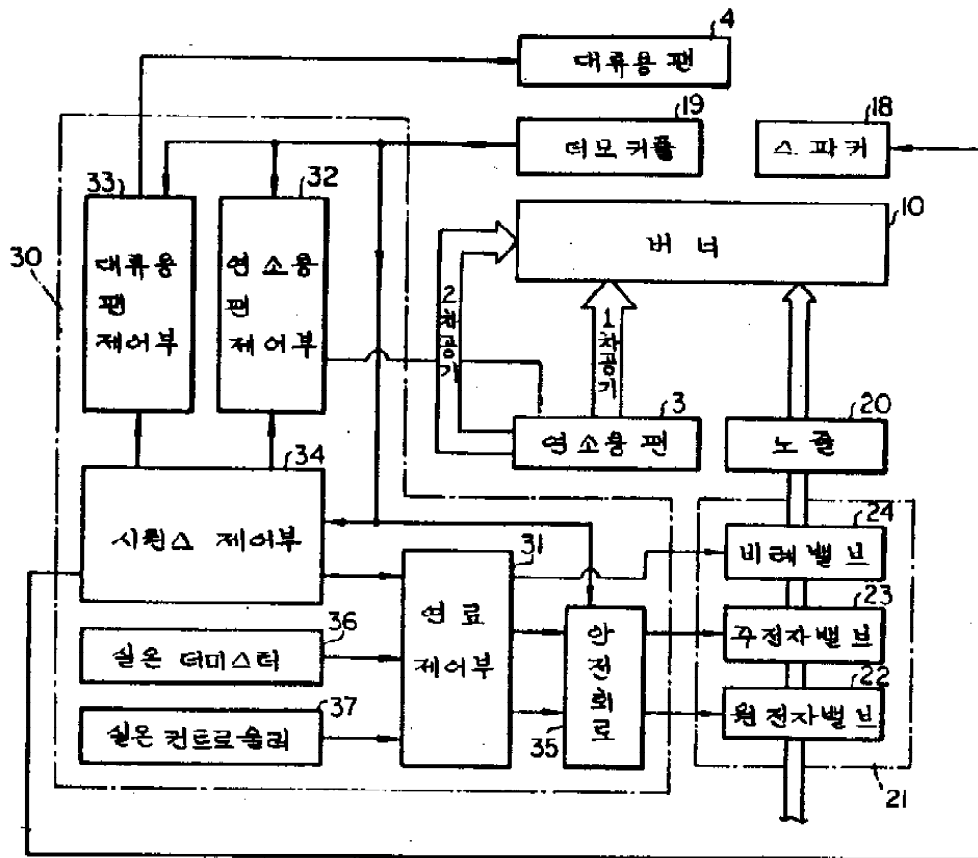 4
대류용 팬
19
더모커플
18
스파커
33
대류용
팬
제어부
32
연소용
팬
제어부
10
버너
30
2차공기
1차공기
3
연소용팬
20
노즐
34
시퀀스 제어부
24
비례밸브
31
연료
제어부
23
주전자밸브
36
실온 더미스터
35
안전회로
22
원전자밸브
37
실온 컨트로울러
21